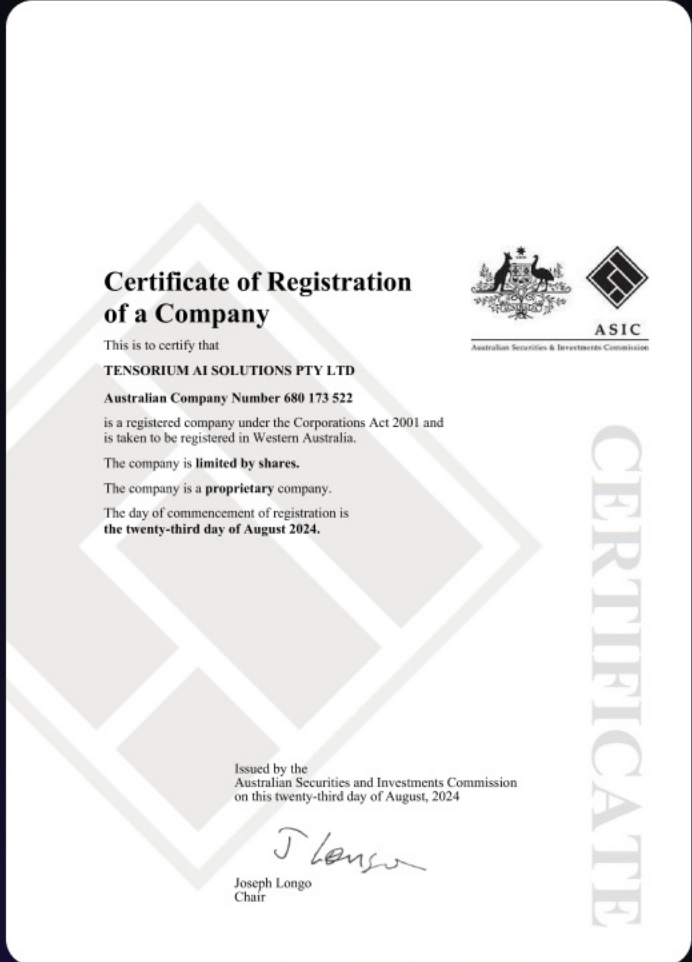 Certificate of Registration
of a Company
ASIC
Australian Securities & Investments Commission
This is to certify that
TENSORIUM AI SOLUTIONS PTY LTD
Australian Company Number 680 173 522
is a registered company under the Corporations Act 2001 and
is taken to be registered in Western Australia.
The company is limited by shares.
The company is a proprietary company.
The day of commencement of registration is
the twenty-third day of August 2024.
CERTIFICATE
Issued by the
Australian Securities and Investments Commission
on this twenty-third day of August, 2024
J Longo
Joseph Longo
Chair